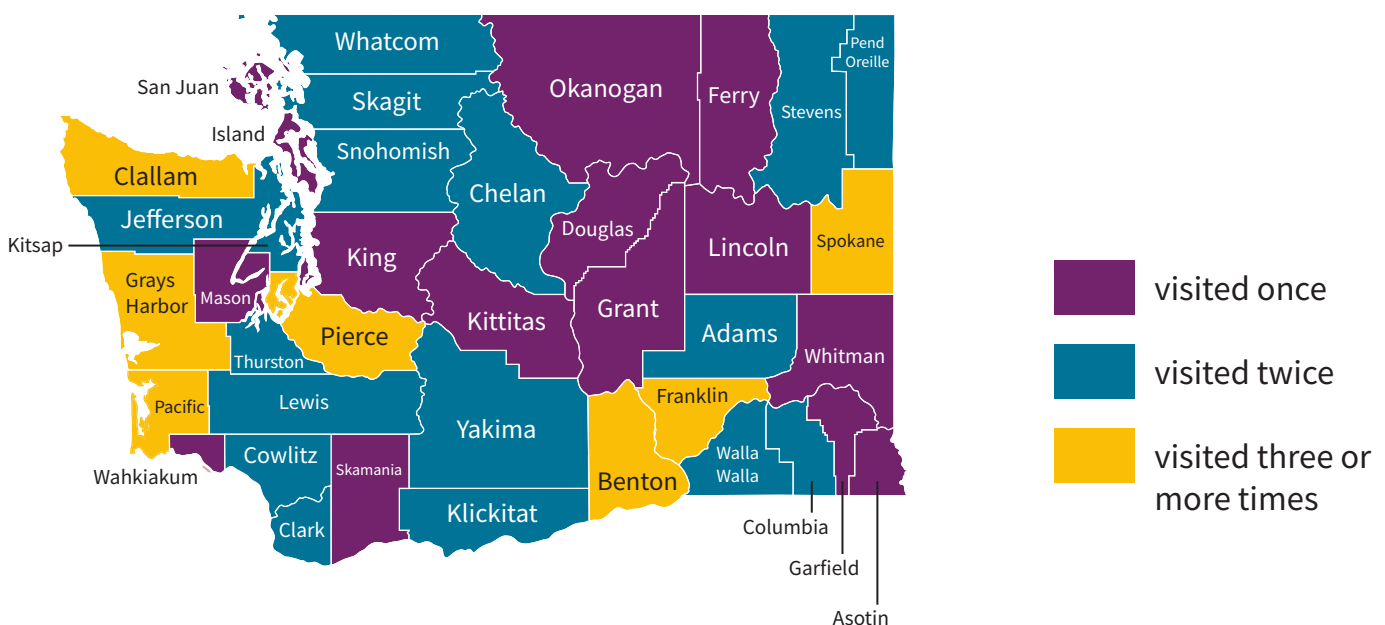 Whatcom
Pend
Oreille
San Juan
Okanogan
Ferry
Skagit
Stevens
Island
Snohomish
Clallam
Chelan
Jefferson
Douglas
Kitsap
King
Lincoln
Spokane
Grays
Harbor
Mason
Kittitas
Grant
Pierce
Adams
Whitman
Thurston
Pacific
Lewis
Franklin
Yakima
Wahkiakum
Cowlitz
Skamania
Benton
Walla
Walla
Clark
Klickitat
Columbia
Garfield
Asotin
visited once
visited twice
visited three or
more times